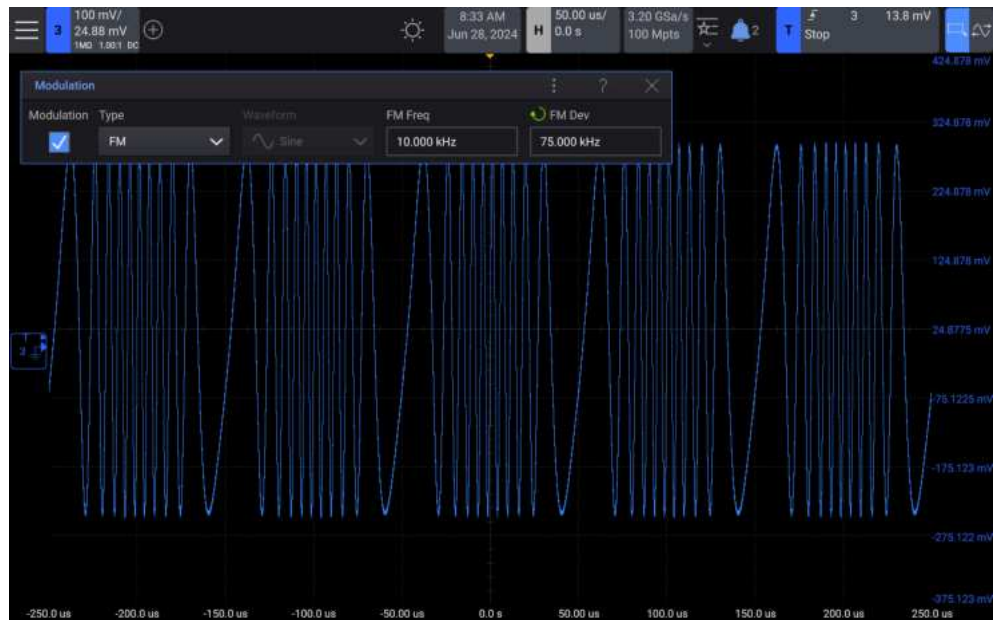 3
100 mV/
24.88 mV
1MΩ 1.00:1 DC
8:33 AM
Jun 28, 2024
H
50.00 us/
0.0 s
3.20 GSa/s
100 Mpts
2
T
3
13.8 mV
Stop
424.878 mV
Modulation
?
Modulation
Type
Waveform
FM Freq
FM Dev
FM
Sine
10.000 kHz
75.000 kHz
324.878 mV
224.878 mV
124.878 mV
24.8775 mV
T
3
-75.1225 mV
-175.123 mV
-275.122 mV
-375.123 mV
-250.0 us
-200.0 us
-150.0 us
-100.0 us
-50.00 us
0.0 s
50.00 us
100.0 us
150.0 us
200.0 us
250.0 us